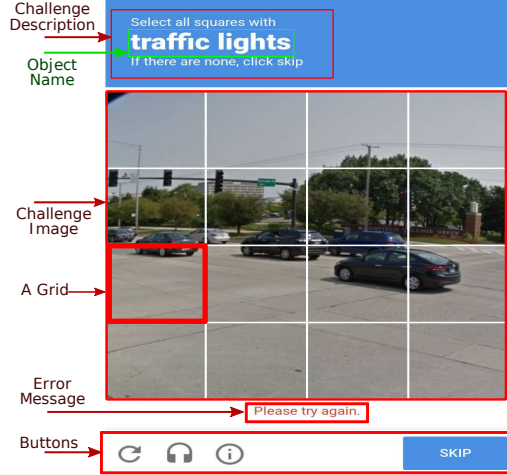 Challenge
Description
Select all squares with
traffic lights
If there are none, click skip
Object
Name
Challenge
Image
A Grid
Error
Message
Please try again.
Buttons
SKIP